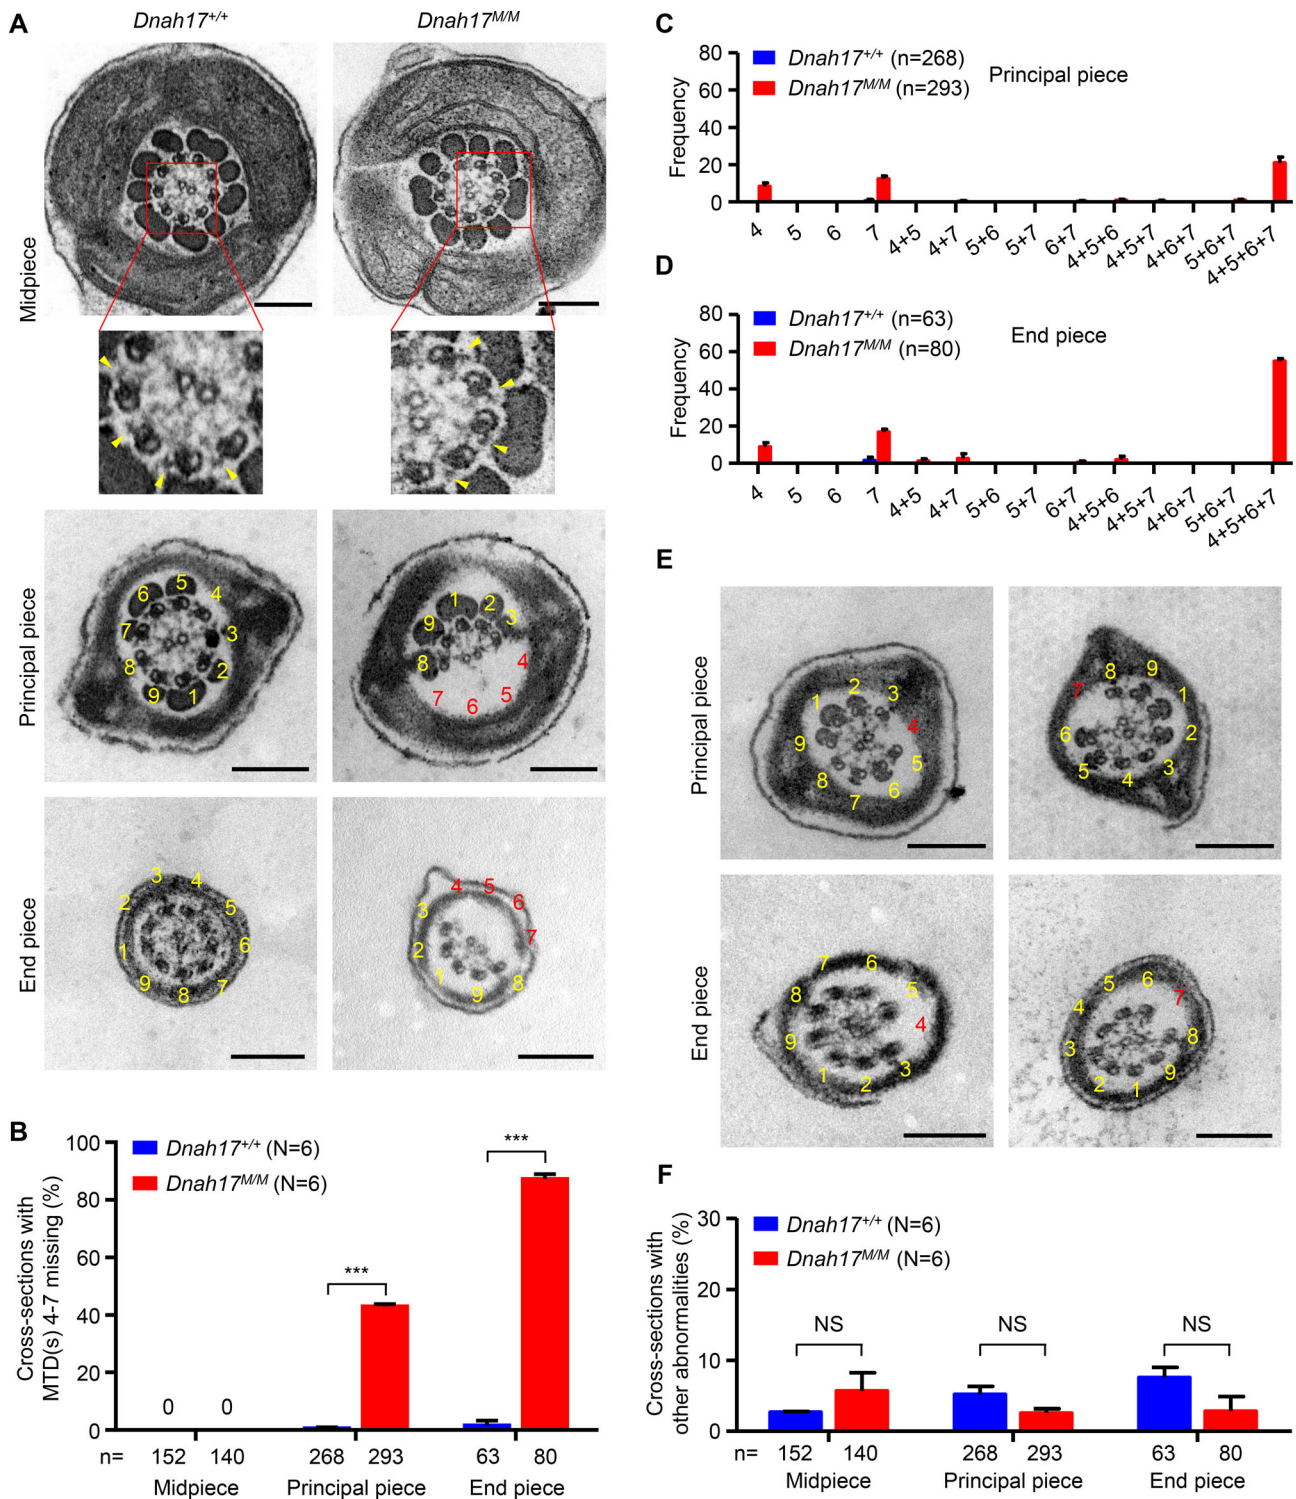 A
Dnah17+/+
Dnah17M/M
Midpiece
Principal piece
6 5 4 7 3 8 2 9 1
1 2 3 9 8 4 7 6 5
End piece
3 4 2 5 1 6 9 8 7
4 5 6 3 7 2 1 9 8
B
Cross-sections with
MTD(s) 4-7 missing (%)
100
80
60
40
20
0
Dnah17+/+ (N=6)
Dnah17M/M (N=6)
0 0
***
***
n= 152 140 268 293 63 80
Midpiece Principal piece End piece
C
Frequency
80
60
40
20
0
Dnah17+/+ (n=268)
Dnah17M/M (n=293)
Principal piece
4 5 6 7 4+5 4+7 5+6 5+7 6+7 4+5+6 4+5+7 4+6+7 5+6+7 4+5+6+7
D
Frequency
80
60
40
20
0
Dnah17+/+ (n=63)
Dnah17M/M (n=80)
End piece
4 5 6 7 4+5 4+7 5+6 5+7 6+7 4+5+6 4+5+7 4+6+7 5+6+7 4+5+6+7
E
Principal piece
1 2 3 4 9 5 8 7 6
8 9 7 1 6 2 5 4 3
End piece
7 6 8 5 4 9 3 1 2
6 5 7 4 8 3 9 2 1
F
Cross-sections with
other abnormalities (%)
30
20
10
0
Dnah17+/+ (N=6)
Dnah17M/M (N=6)
NS NS NS
n= 152 140 268 293 63 80
Midpiece Principal piece End piece